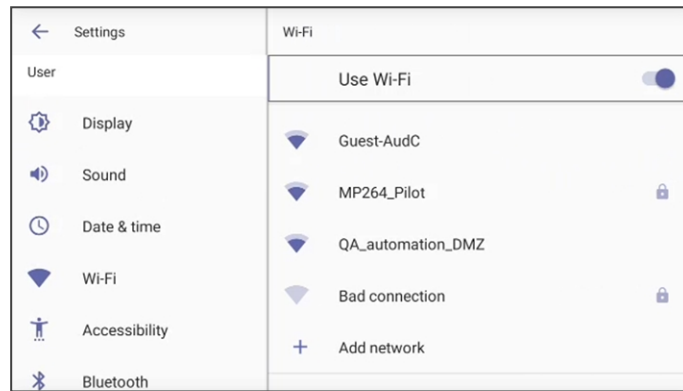 Settings
User
Display
Sound
Date & time
Wi-Fi
Accessibility
Bluetooth
Wi-Fi
Use Wi-Fi
Guest-AudC
MP264_Pilot
QA_automation_DMZ
Bad connection
Add network